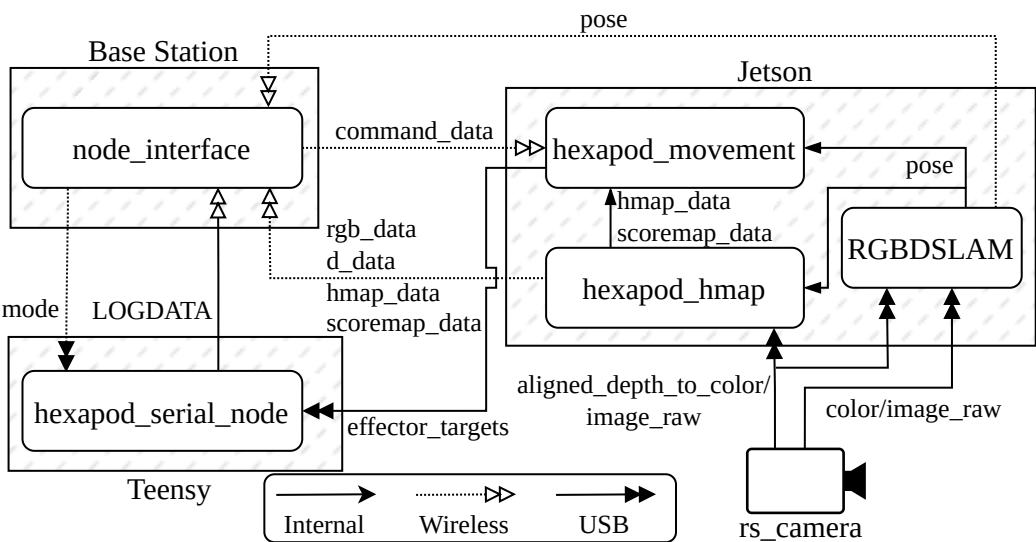 pose
Base Station
Jetson
node_interface
command_data
hexapod_movement
pose
hmap_data
scoremap_data
rgb_data
d_data
hmap_data
scoremap_data
RGBDSLAM
hexapod_hmap
mode
LOGDATA
hexapod_serial_node
effector_targets
aligned_depth_to_color/
image_raw
color/image_raw
Teensy
Internal
Wireless
USB
rs_camera